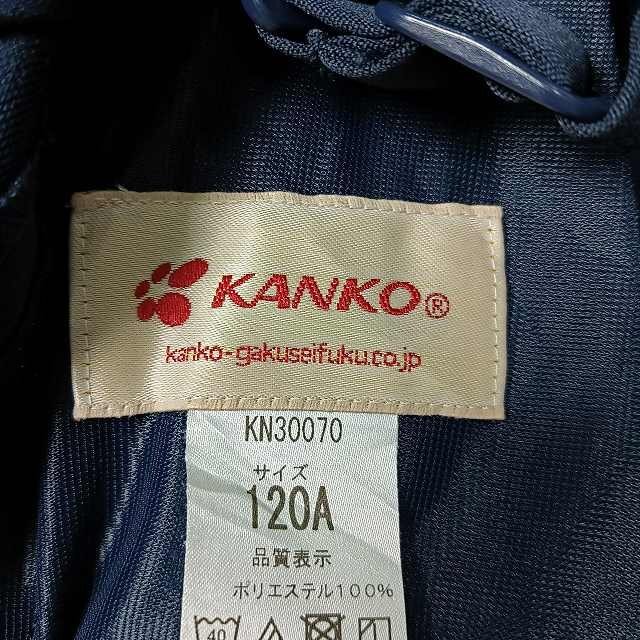 KANKO®
kanko-gakuseifuku.co.jp
KN30070
サイズ
120A
品質表示
ポリエステル100%
40